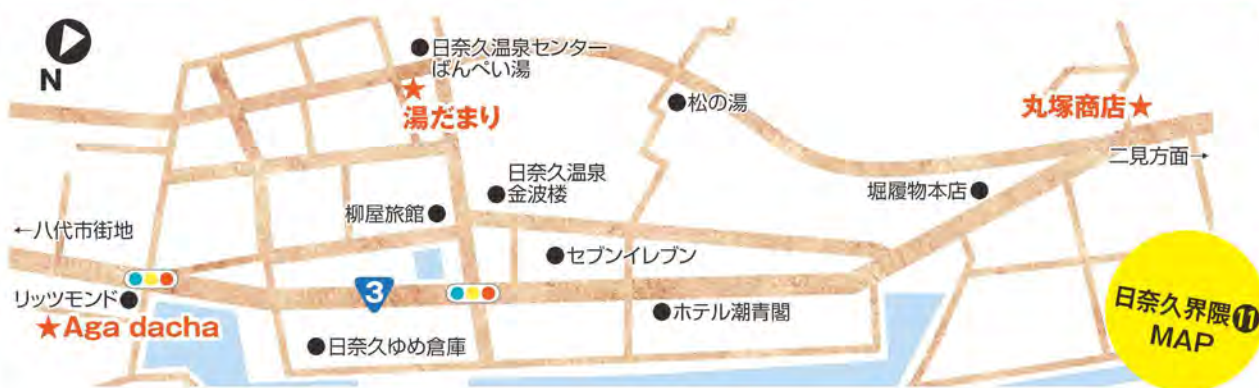 N
日奈久温泉センター
ばんぺい湯
★
湯だまり
●松の湯
丸塚商店★
二見方面→
日奈久温泉
金波楼
堀履物本店●
柳屋旅館●
←八代市街地
●セブンイレブン
3
リッツモンド●
★Aga dacha
●ホテル潮青閣
●日奈久ゆめ倉庫
日奈久界隈⓫
MAP